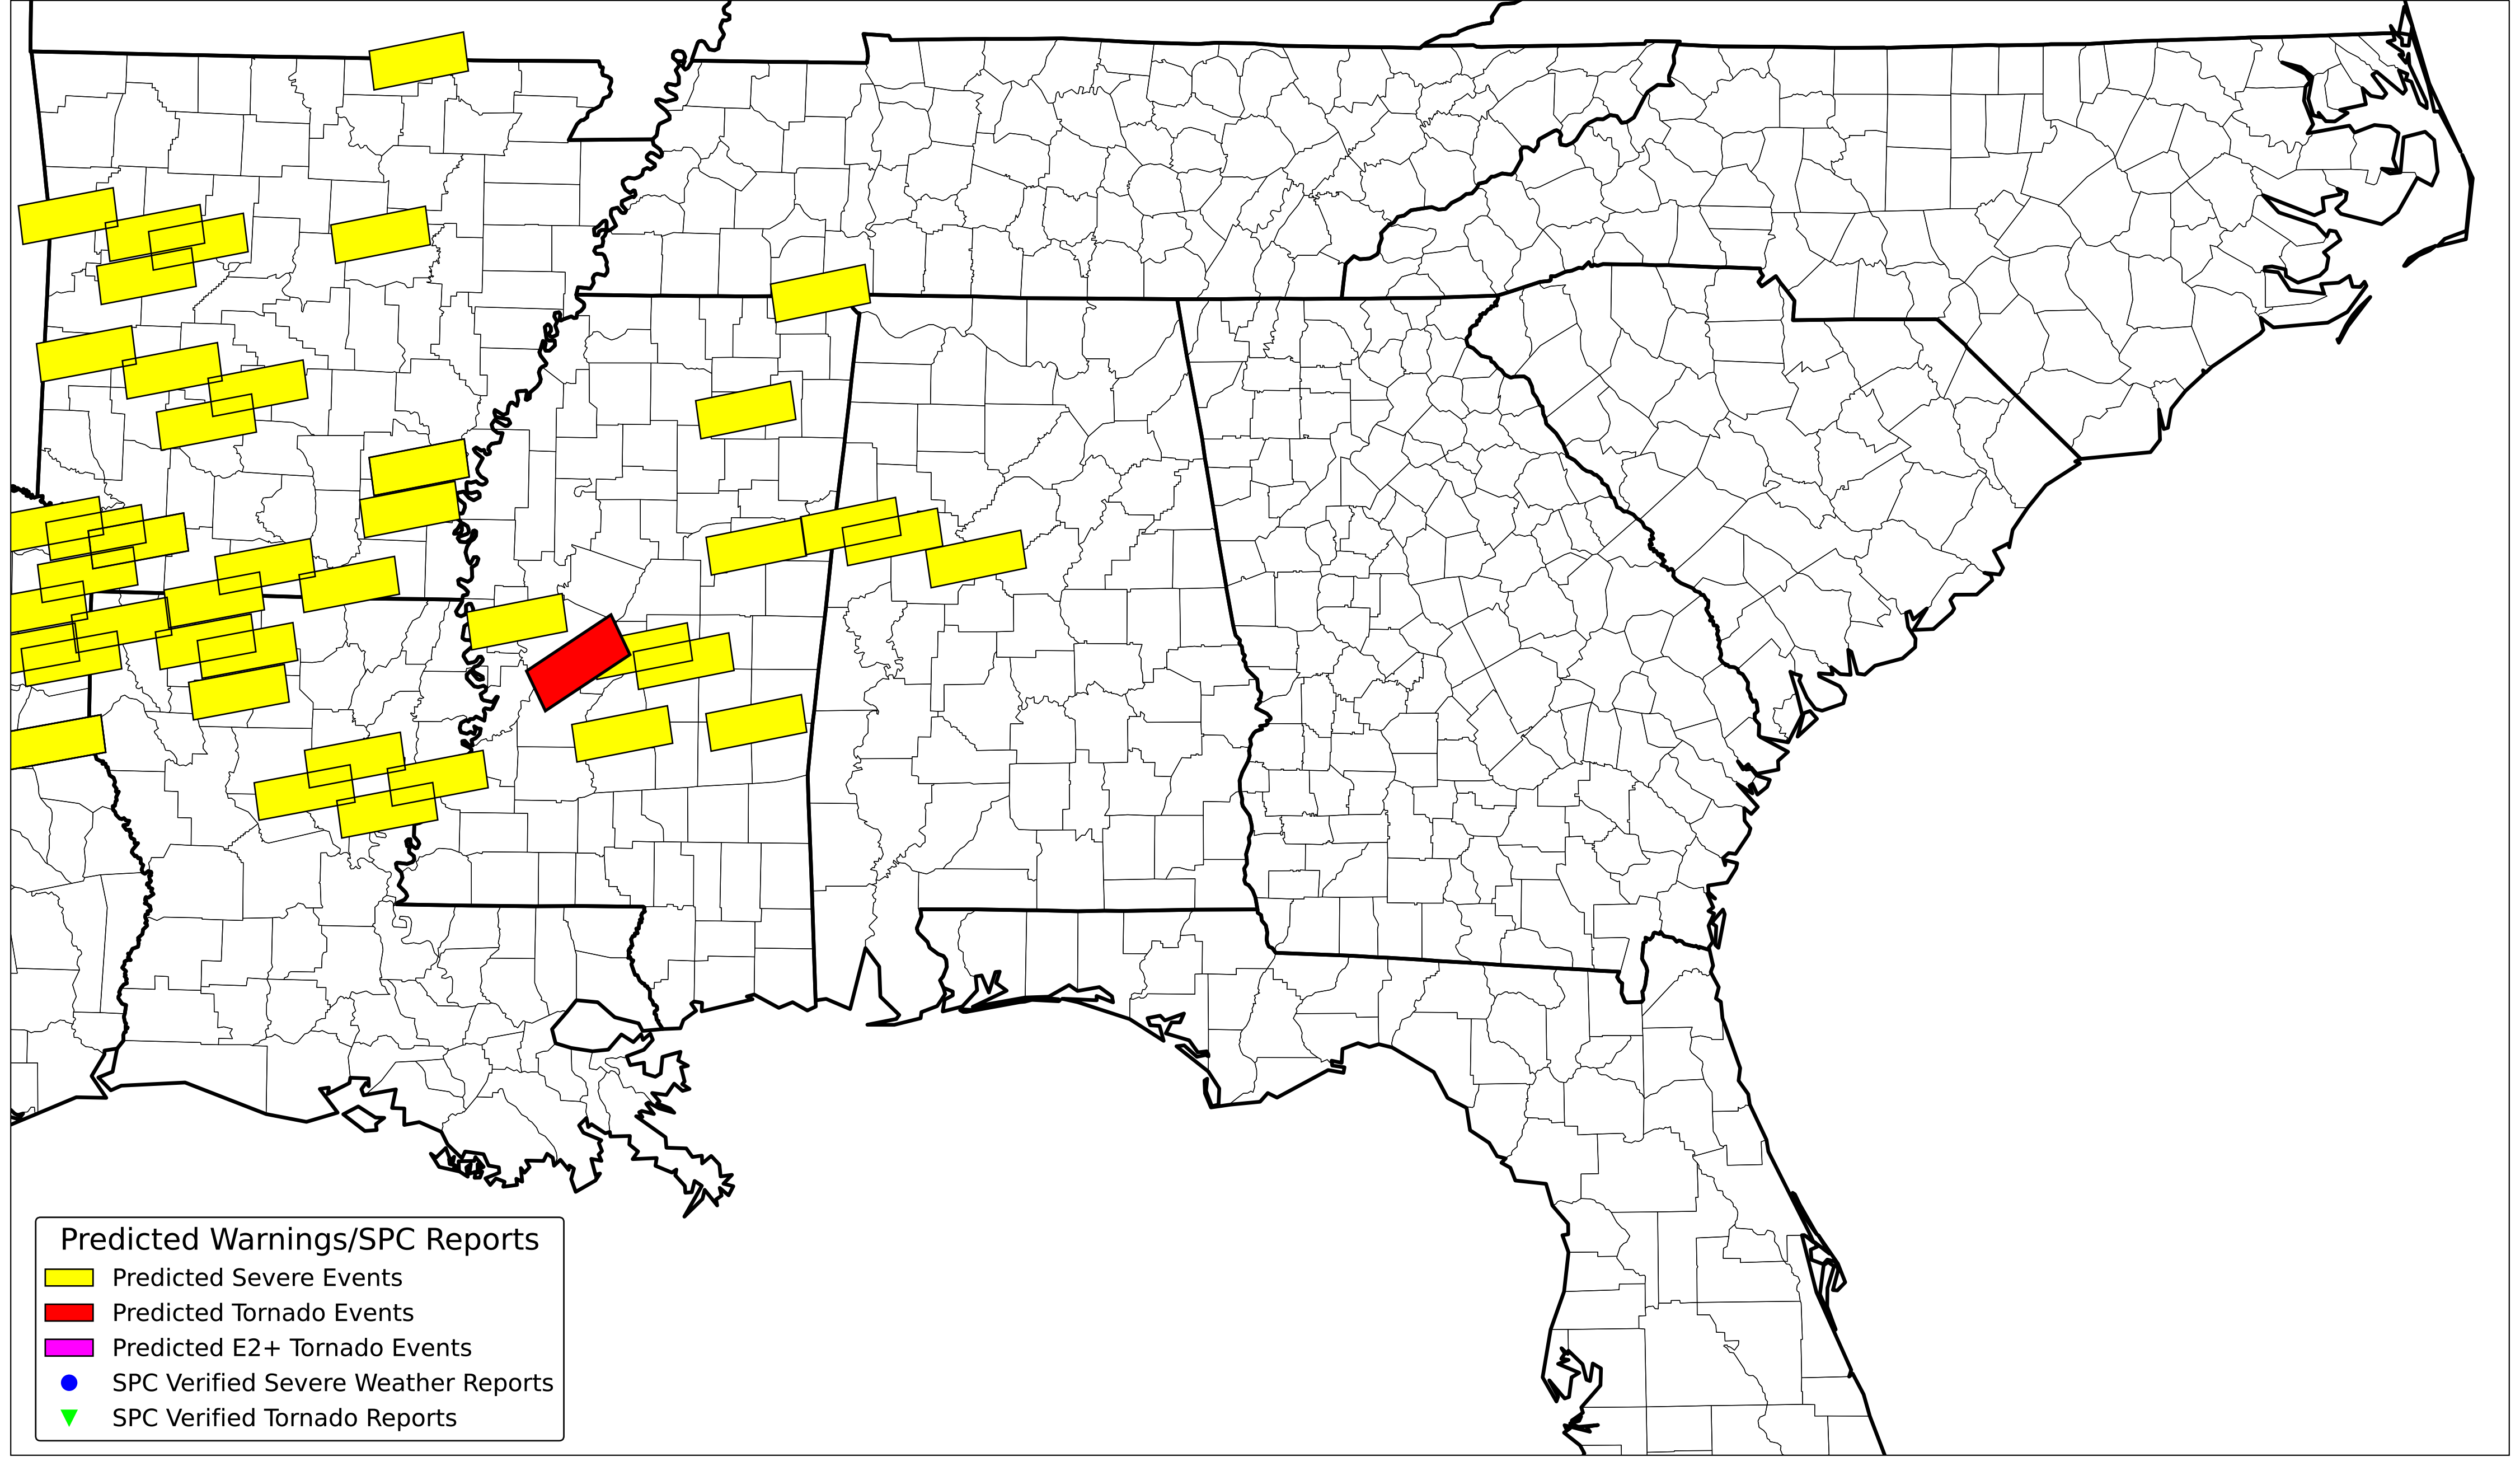 Predicted Warnings/SPC Reports
Predicted Severe Events
Predicted Tornado Events
Predicted E2+ Tornado Events
SPC Verified Severe Weather Reports
SPC Verified Tornado Reports